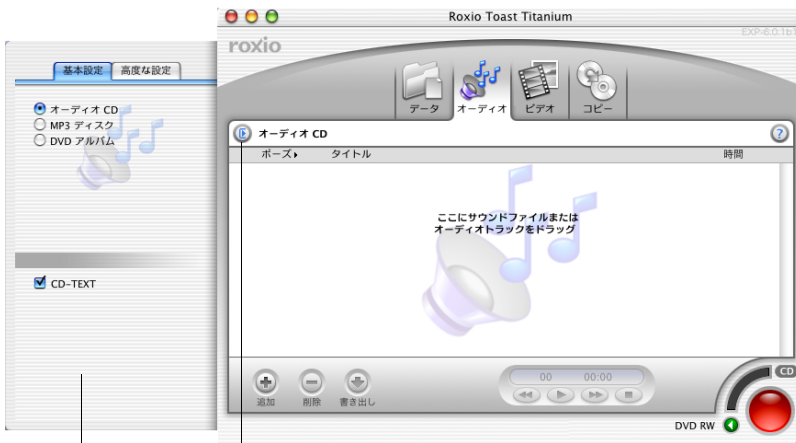 Roxio Toast Titanium
EXP-6.0.1b1
roxio
基本設定 高度な設定
オーディオ CD
MP3 ディスク
DVD アルバム
CD-TEXT
データ オーディオ ビデオ コピー
オーディオ CD ?
ポーズ タイトル 時間
ここにサウンドファイルまたは
オーディオトラックをドラッグ
00 00:00
追加 削除 書き出し
CD
DVD RW